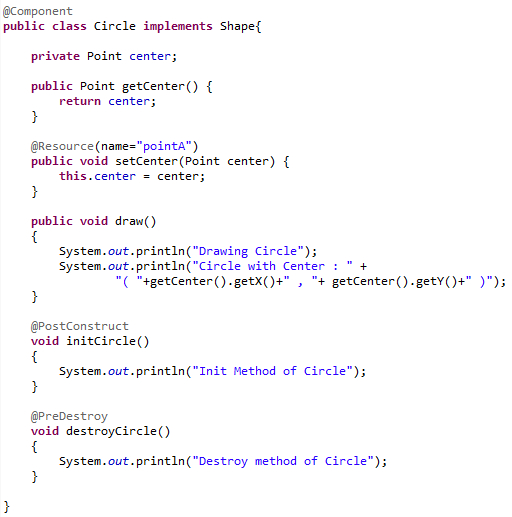 @Component
public class Circle implements Shape{
private Point center;
public Point getCenter() {
return center;
}
@Resource(name="pointA")
public void setCenter(Point center) {
this.center = center;
}
public void draw()
{
System.out.println("Drawing Circle");
System.out.println("Circle with Center : " +
"( "+getCenter().getX()+" , "+ getCenter().getY()+" )");
}
@PostConstruct
void initCircle()
{
System.out.println("Init Method of Circle");
}
@PreDestroy
void destroyCircle()
{
System.out.println("Destroy method of Circle");
}
}